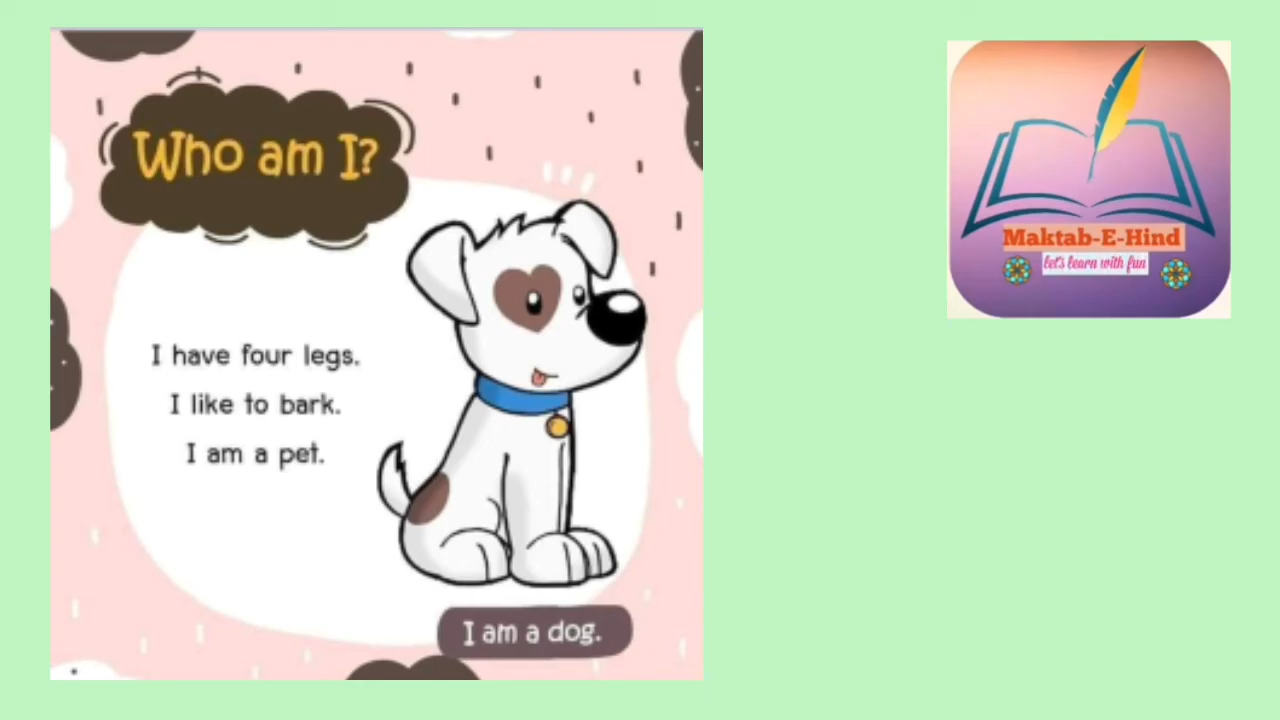 Who am I?
I have four legs.
I like to bark.
I am a pet.
I am a dog.
Maktab-E-Hind
let's learn with fun